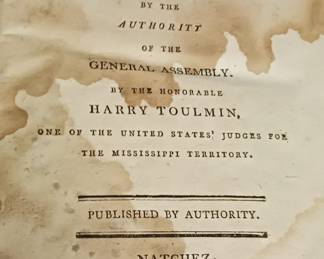 BY THE
AUTHORITY
OF THE
GENERAL ASSEMBLY.
BY THE HONORABLE
HARRY TOULMIN,
ONE OF THE UNITED STATES' JUDGES FOR
THE MISSISSIPPI TERRITORY.
PUBLISHED BY AUTHORITY.
NATCHEZ.